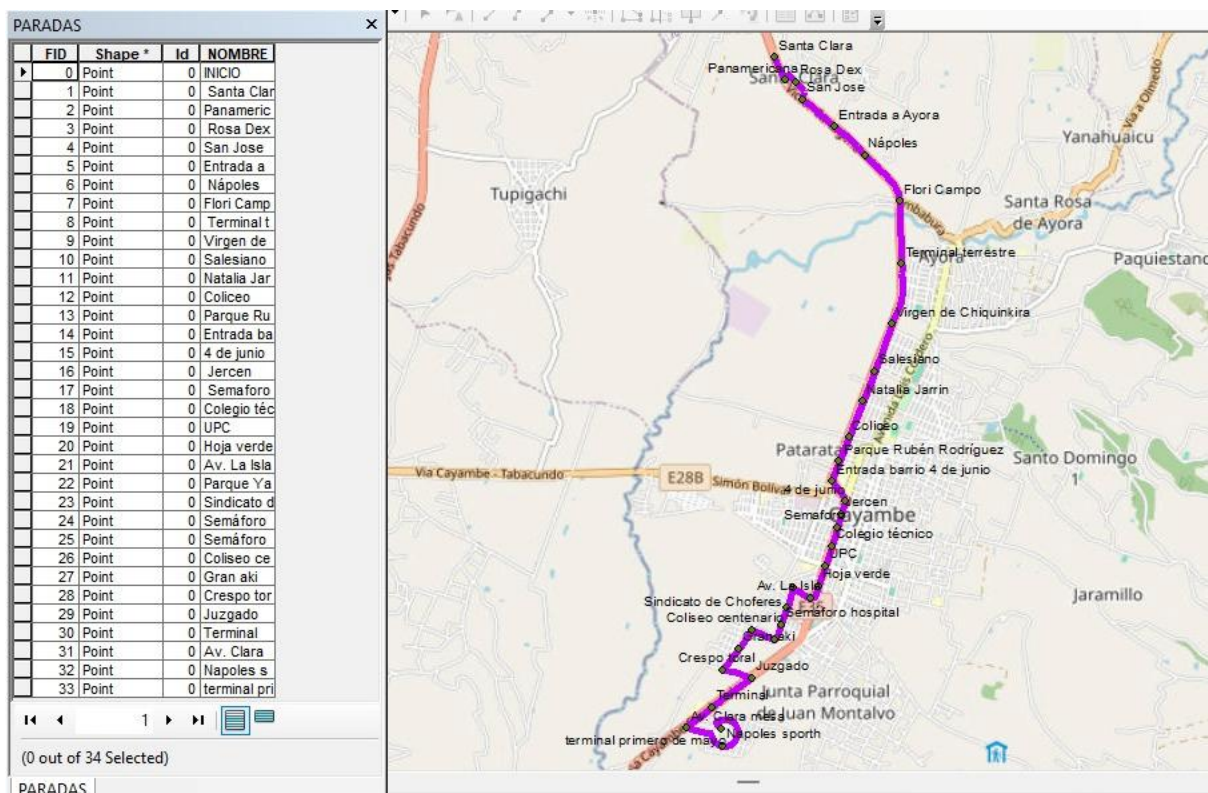 PARADAS ×
FID Shape * Id NOMBRE
0 Point 0 INICIO
1 Point 0 Santa Clar
2 Point 0 Panameric
3 Point 0 Rosa Dex
4 Point 0 San Jose
5 Point 0 Entrada a
6 Point 0 Nápoles
7 Point 0 Flori Camp
8 Point 0 Terminal t
9 Point 0 Virgen de
10 Point 0 Salesiano
11 Point 0 Natalia Jar
12 Point 0 Coliceo
13 Point 0 Parque Ru
14 Point 0 Entrada ba
15 Point 0 4 de junio
16 Point 0 Jercen
17 Point 0 Semaforo
18 Point 0 Colegio téc
19 Point 0 UPC
20 Point 0 Hoja verde
21 Point 0 Av. La Isla
22 Point 0 Parque Ya
23 Point 0 Sindicato d
24 Point 0 Semáforo
25 Point 0 Semáforo
26 Point 0 Coliseo ce
27 Point 0 Gran aki
28 Point 0 Crespo tor
29 Point 0 Juzgado
30 Point 0 Terminal
31 Point 0 Av. Clara
32 Point 0 Napoles s
33 Point 0 terminal pri
1
(0 out of 34 Selected)
PARADAS
Santa Clara
Panamericana Rosa Dex
San Jose
Entrada a Ayora
Nápoles
Via a Olmedo
Yanahuaicu
Tupigachi
Flori Campo
Santa Rosa
de Ayora
Terminal terrestre
Ayora
Paquiestanc
Tabacundo
Virgen de Chiquinkira
Salesiano
Avenida Luis Cordero
Natalia Jarrin
Coliceo
Patarata
Parque Rubén Rodríguez
Entrada barrio 4 de junio
Santo Domingo
1
Via Cayambe - Tabacundo
E28B
Simón Bolívar
4 de junio
Jercen
Semaforo
Cayambe
Colegio técnico
UPC
Hoja verde
Av. La Isla
E35
Jaramillo
Sindicato de Choferes
Semaforo hospital
Coliseo centenario
Gran aki
Crespo toral
Juzgado
Junta Parroquial
de Juan Montalvo
Terminal
Av. Clara mesa
Napoles sporth
terminal primero de mayo